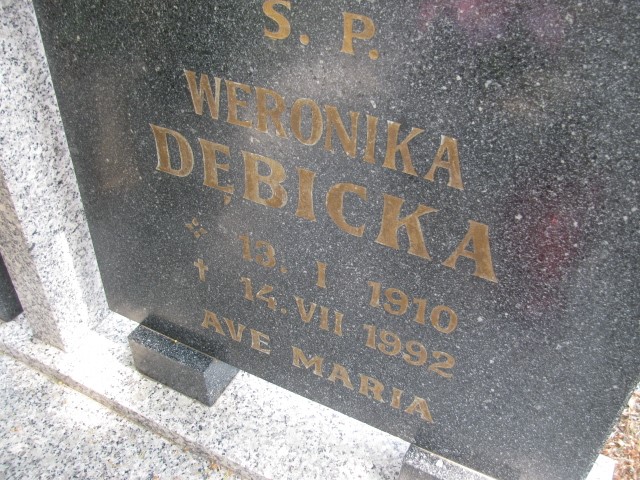 Ś. P.
WERONIKA
DĘBICKA
* 13. I 1910
† 14. VII 1992
AVE MARIA